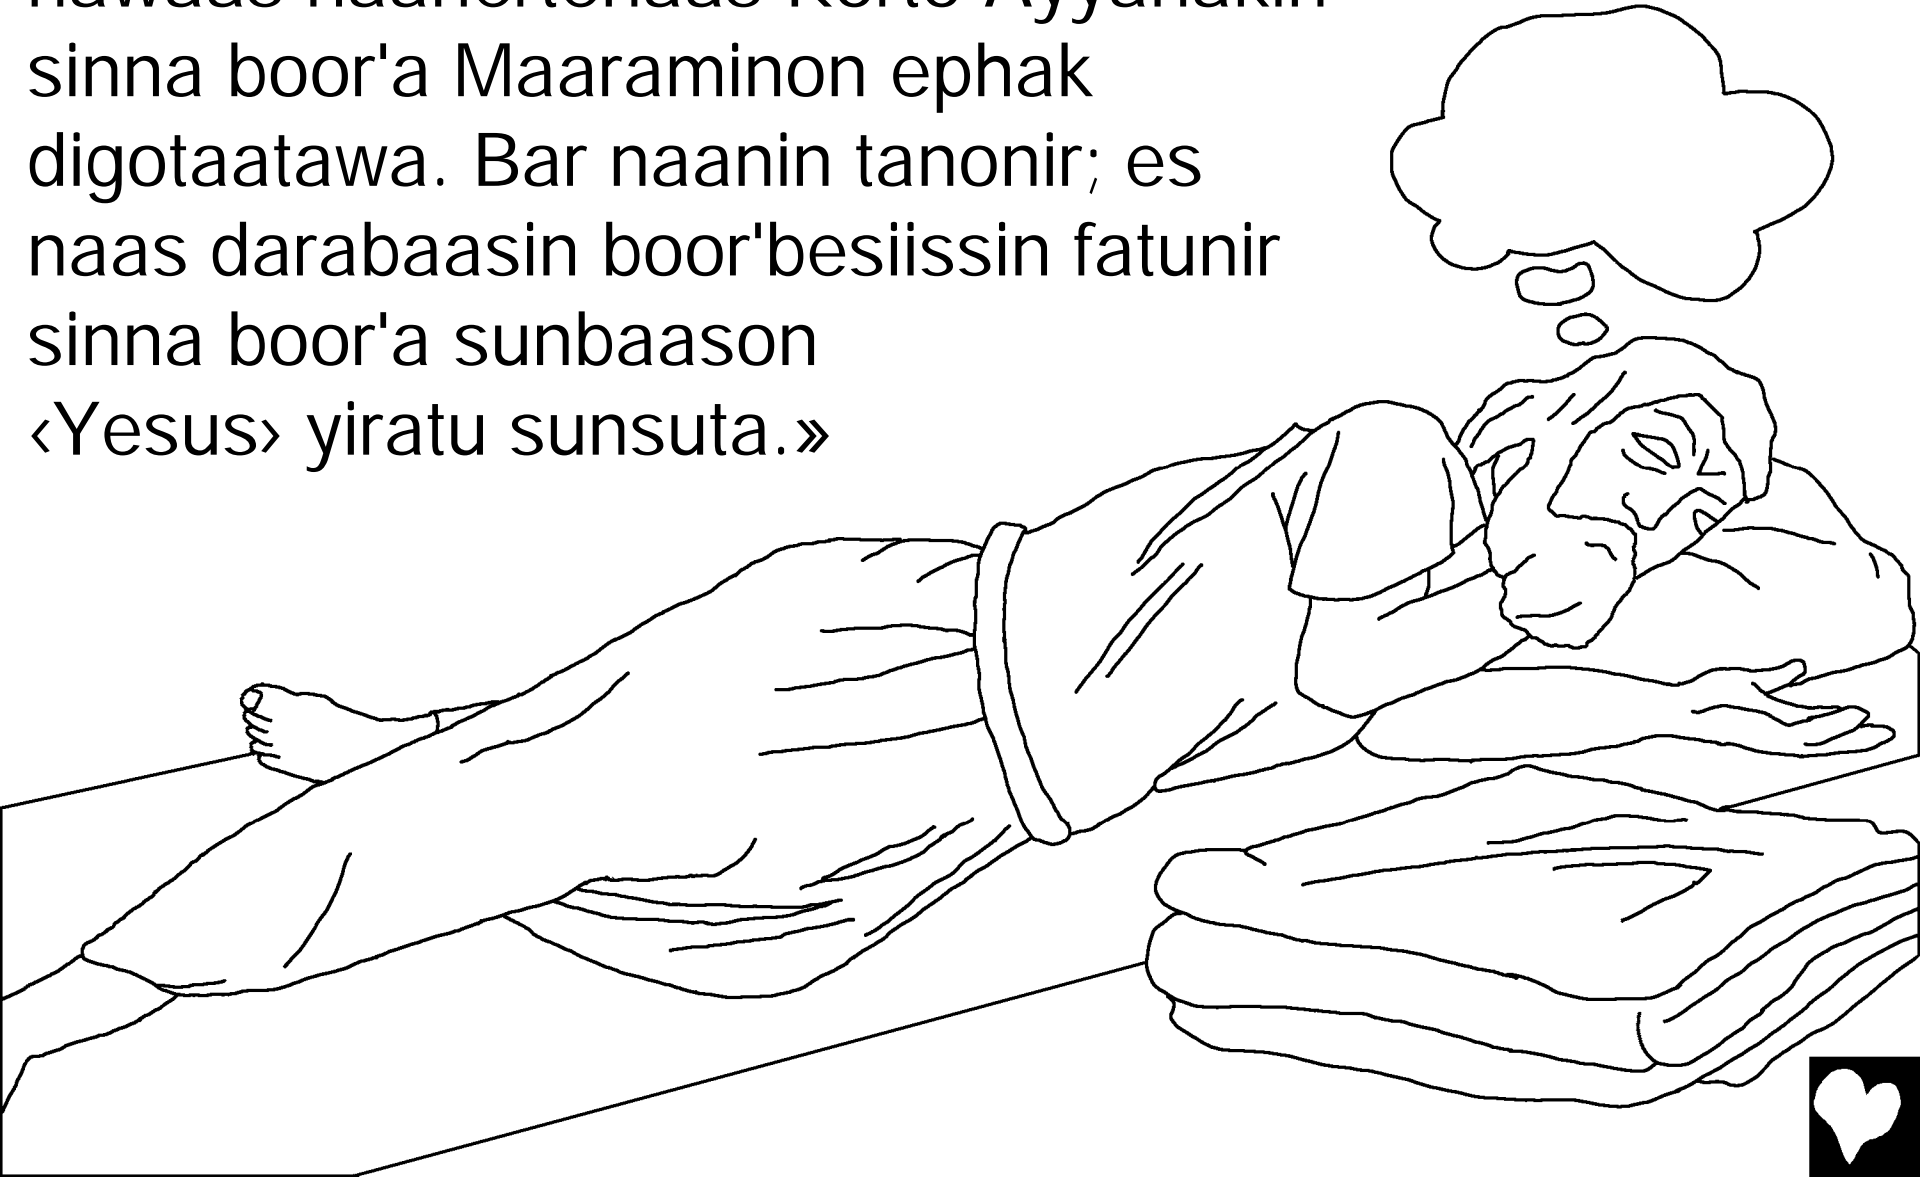 sinna boor'a Maaraminon ephak
digotaatawa. Bar naanin tanonir; es
naas darabaasin boor'besiissin fatunir
sinna boor'a sunbaason
‹Yesus› yiratu sunsuta.»